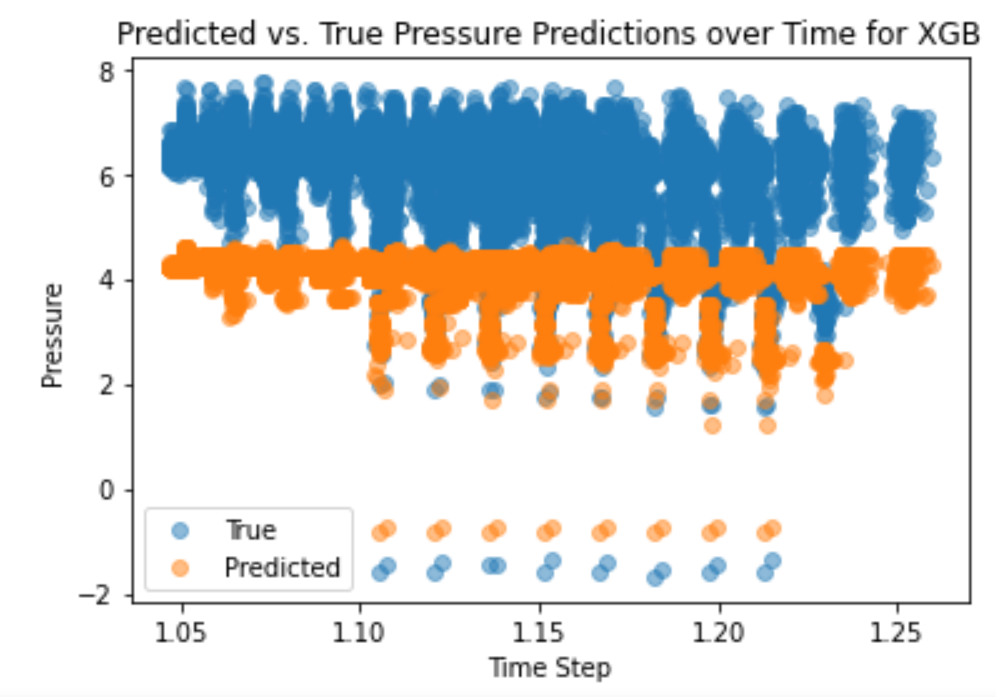 Predicted vs. True Pressure Predictions over Time for XGB
8
6
4
2
0
−2
Pressure
True
Predicted
1.05 1.10 1.15 1.20 1.25
Time Step